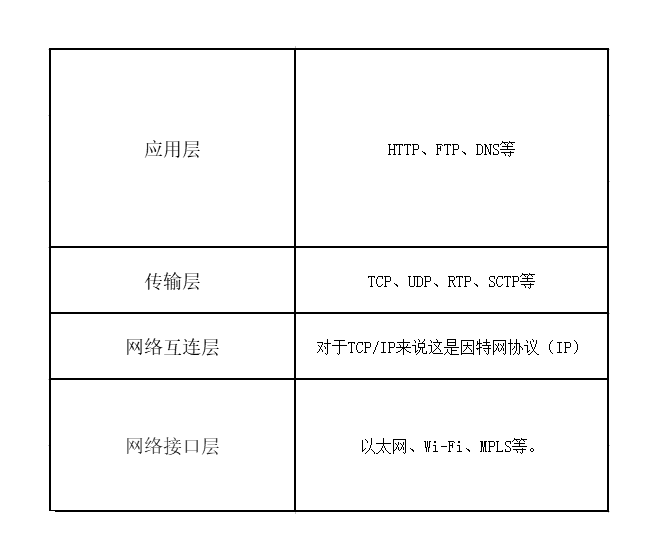 应用层
HTTP、FTP、DNS等
传输层
TCP、UDP、RTP、SCTP等
网络互连层
对于TCP/IP来说这是因特网协议（IP）
网络接口层
以太网、Wi-Fi、MPLS等。